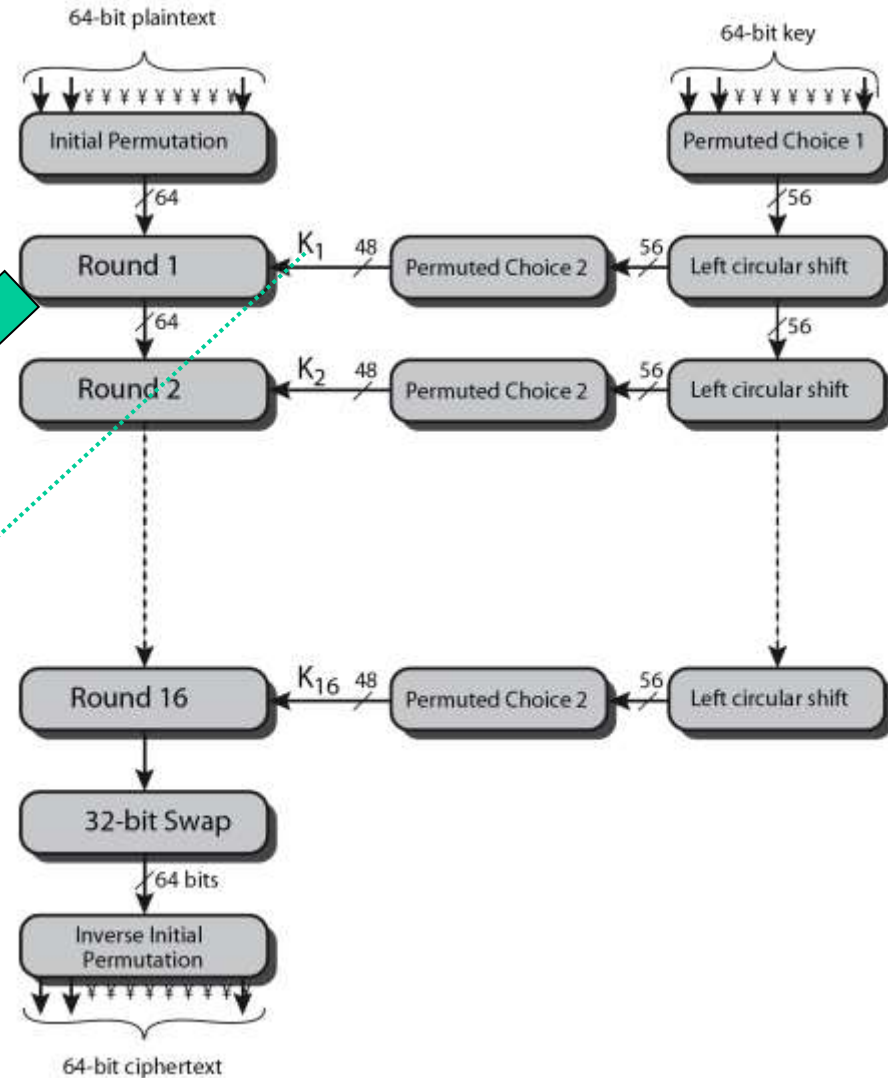 64-bit plaintext
64-bit key
¥ ¥ ¥ ¥ ¥ ¥ ¥ ¥ ¥
¥ ¥ ¥ ¥ ¥ ¥ ¥ ¥
Initial Permutation
Permuted Choice 1
64
56
Round 1
K1
48
Permuted Choice 2
56
Left circular shift
64
56
Round 2
K2
48
Permuted Choice 2
56
Left circular shift
Round 16
K16
48
Permuted Choice 2
56
Left circular shift
32-bit Swap
64 bits
Inverse Initial
Permutation
¥ ¥ ¥ ¥ ¥ ¥ ¥ ¥ ¥
64-bit ciphertext